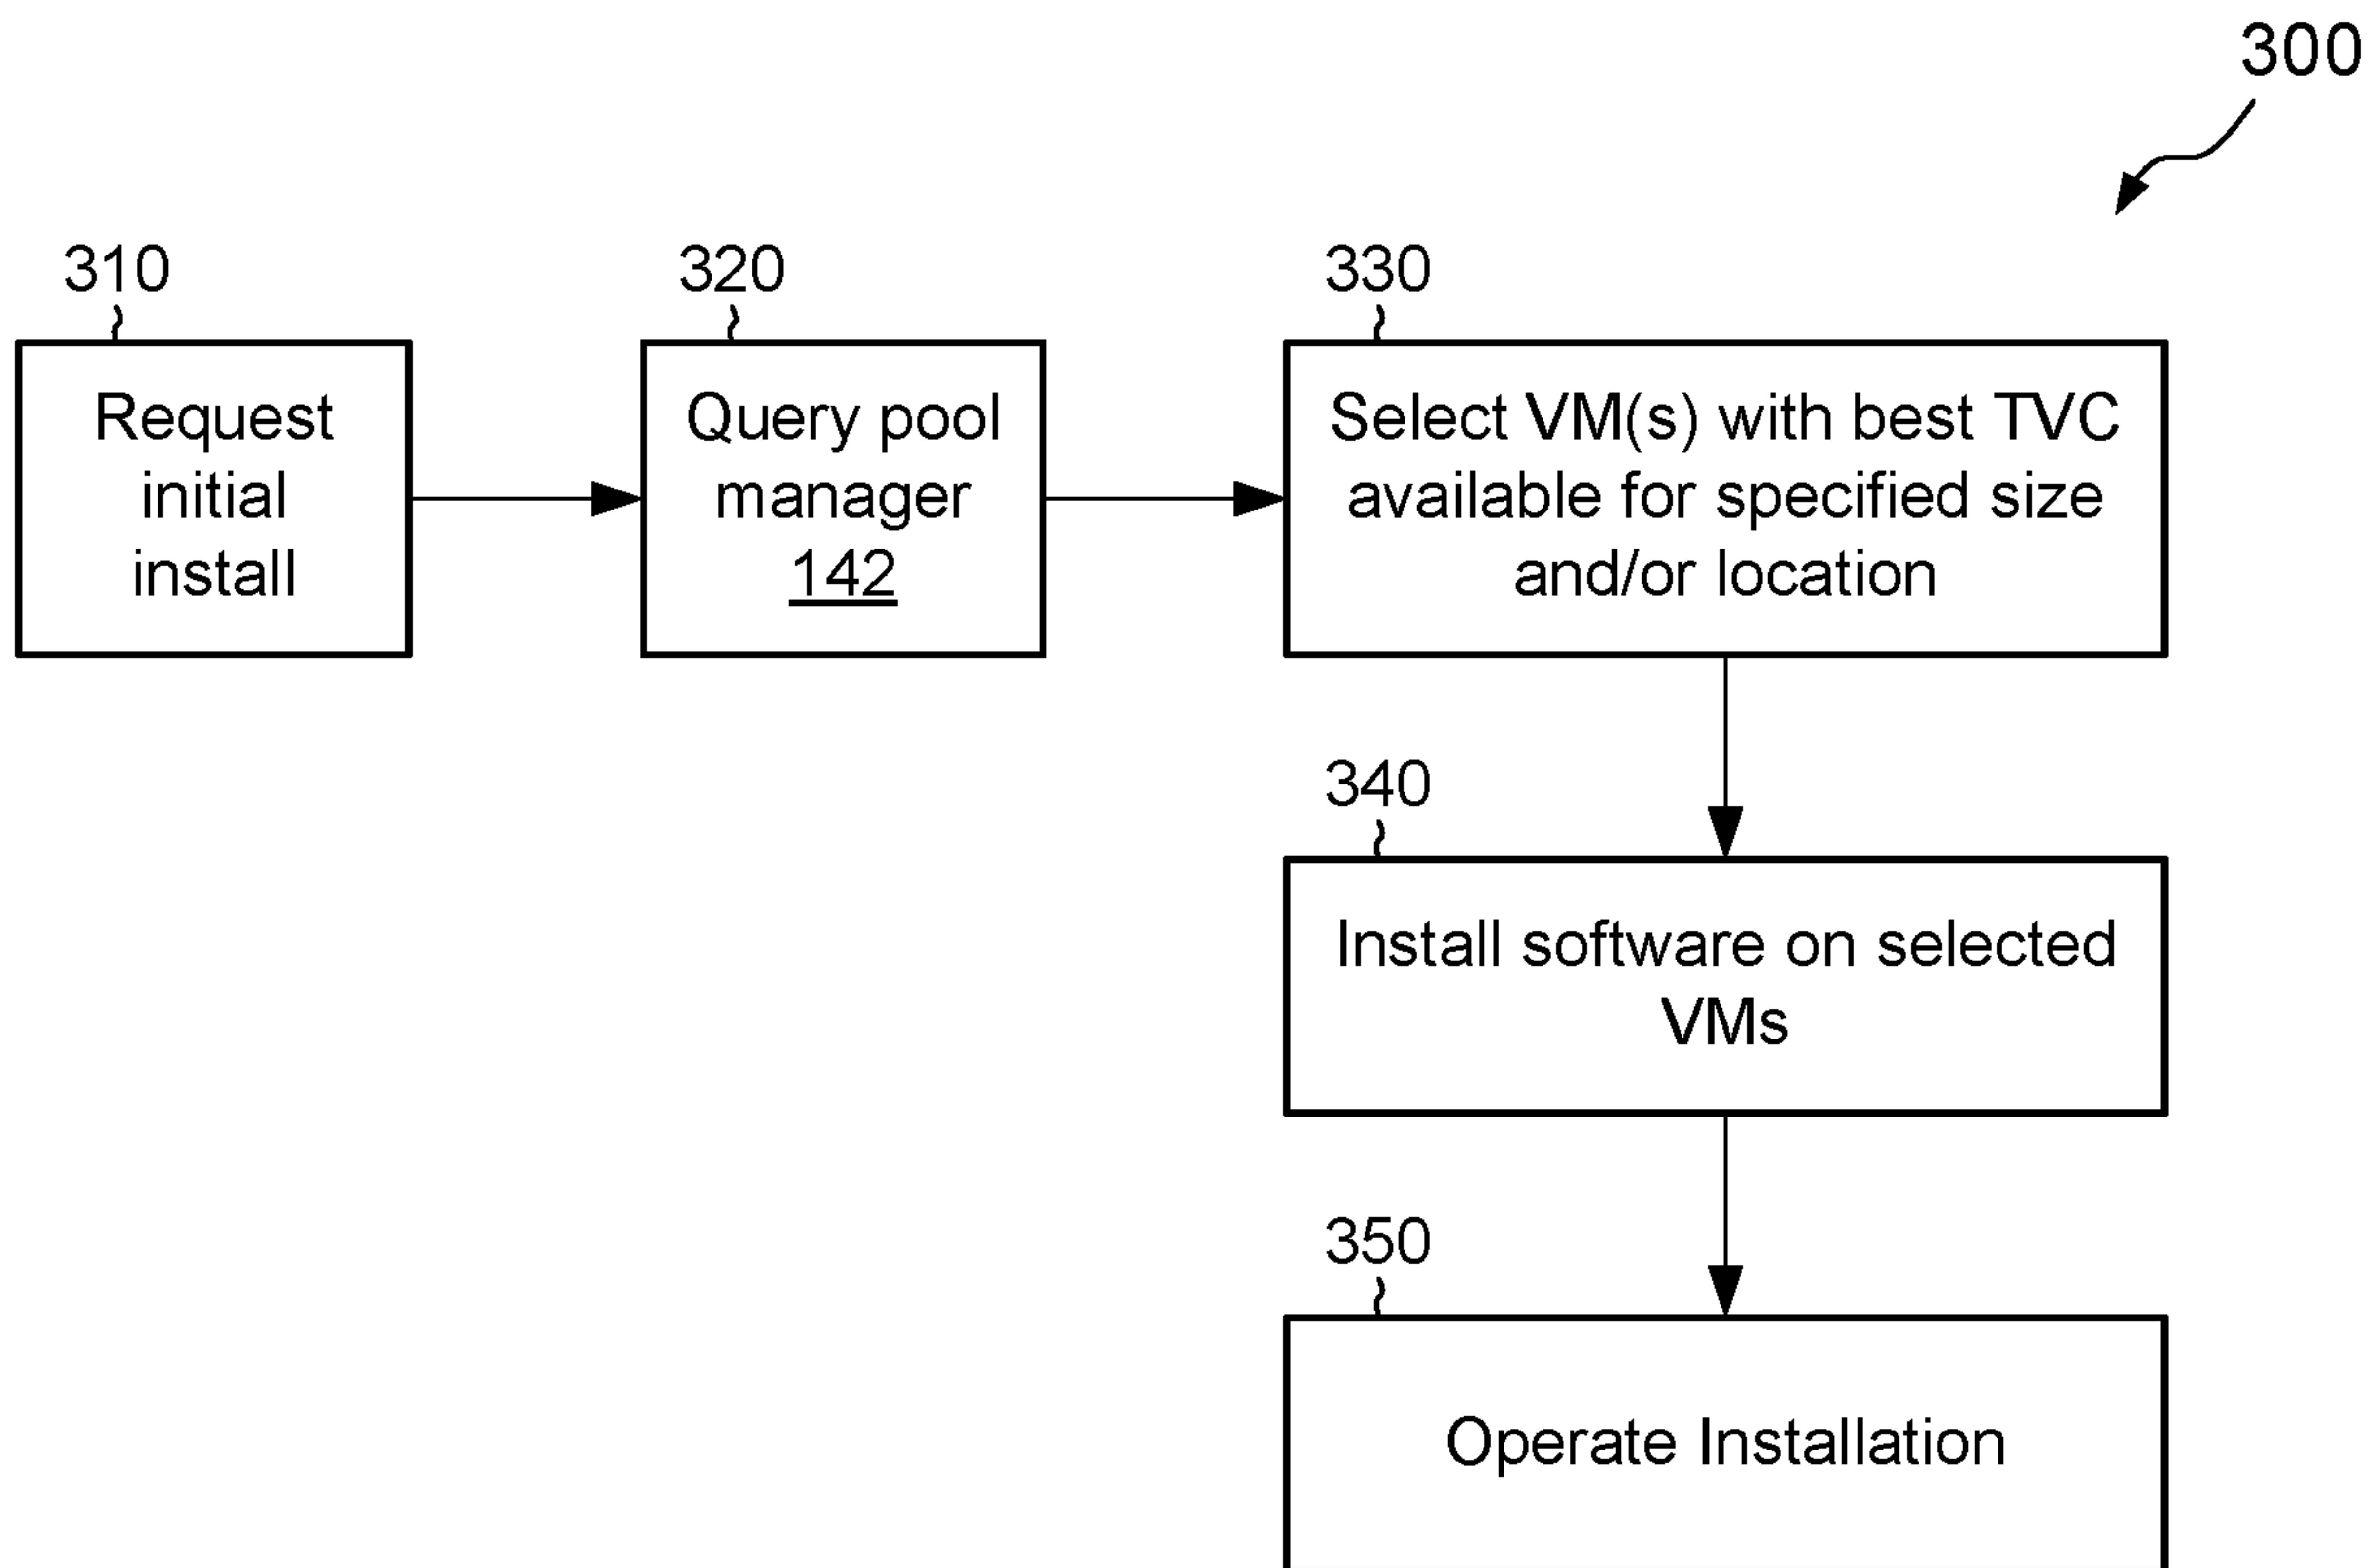 300
310
Request
initial
install
320
Query pool
manager
142
330
Select VM(s) with best TVC
available for specified size
and/or location
340
Install software on selected
VMs
350
Operate Installation